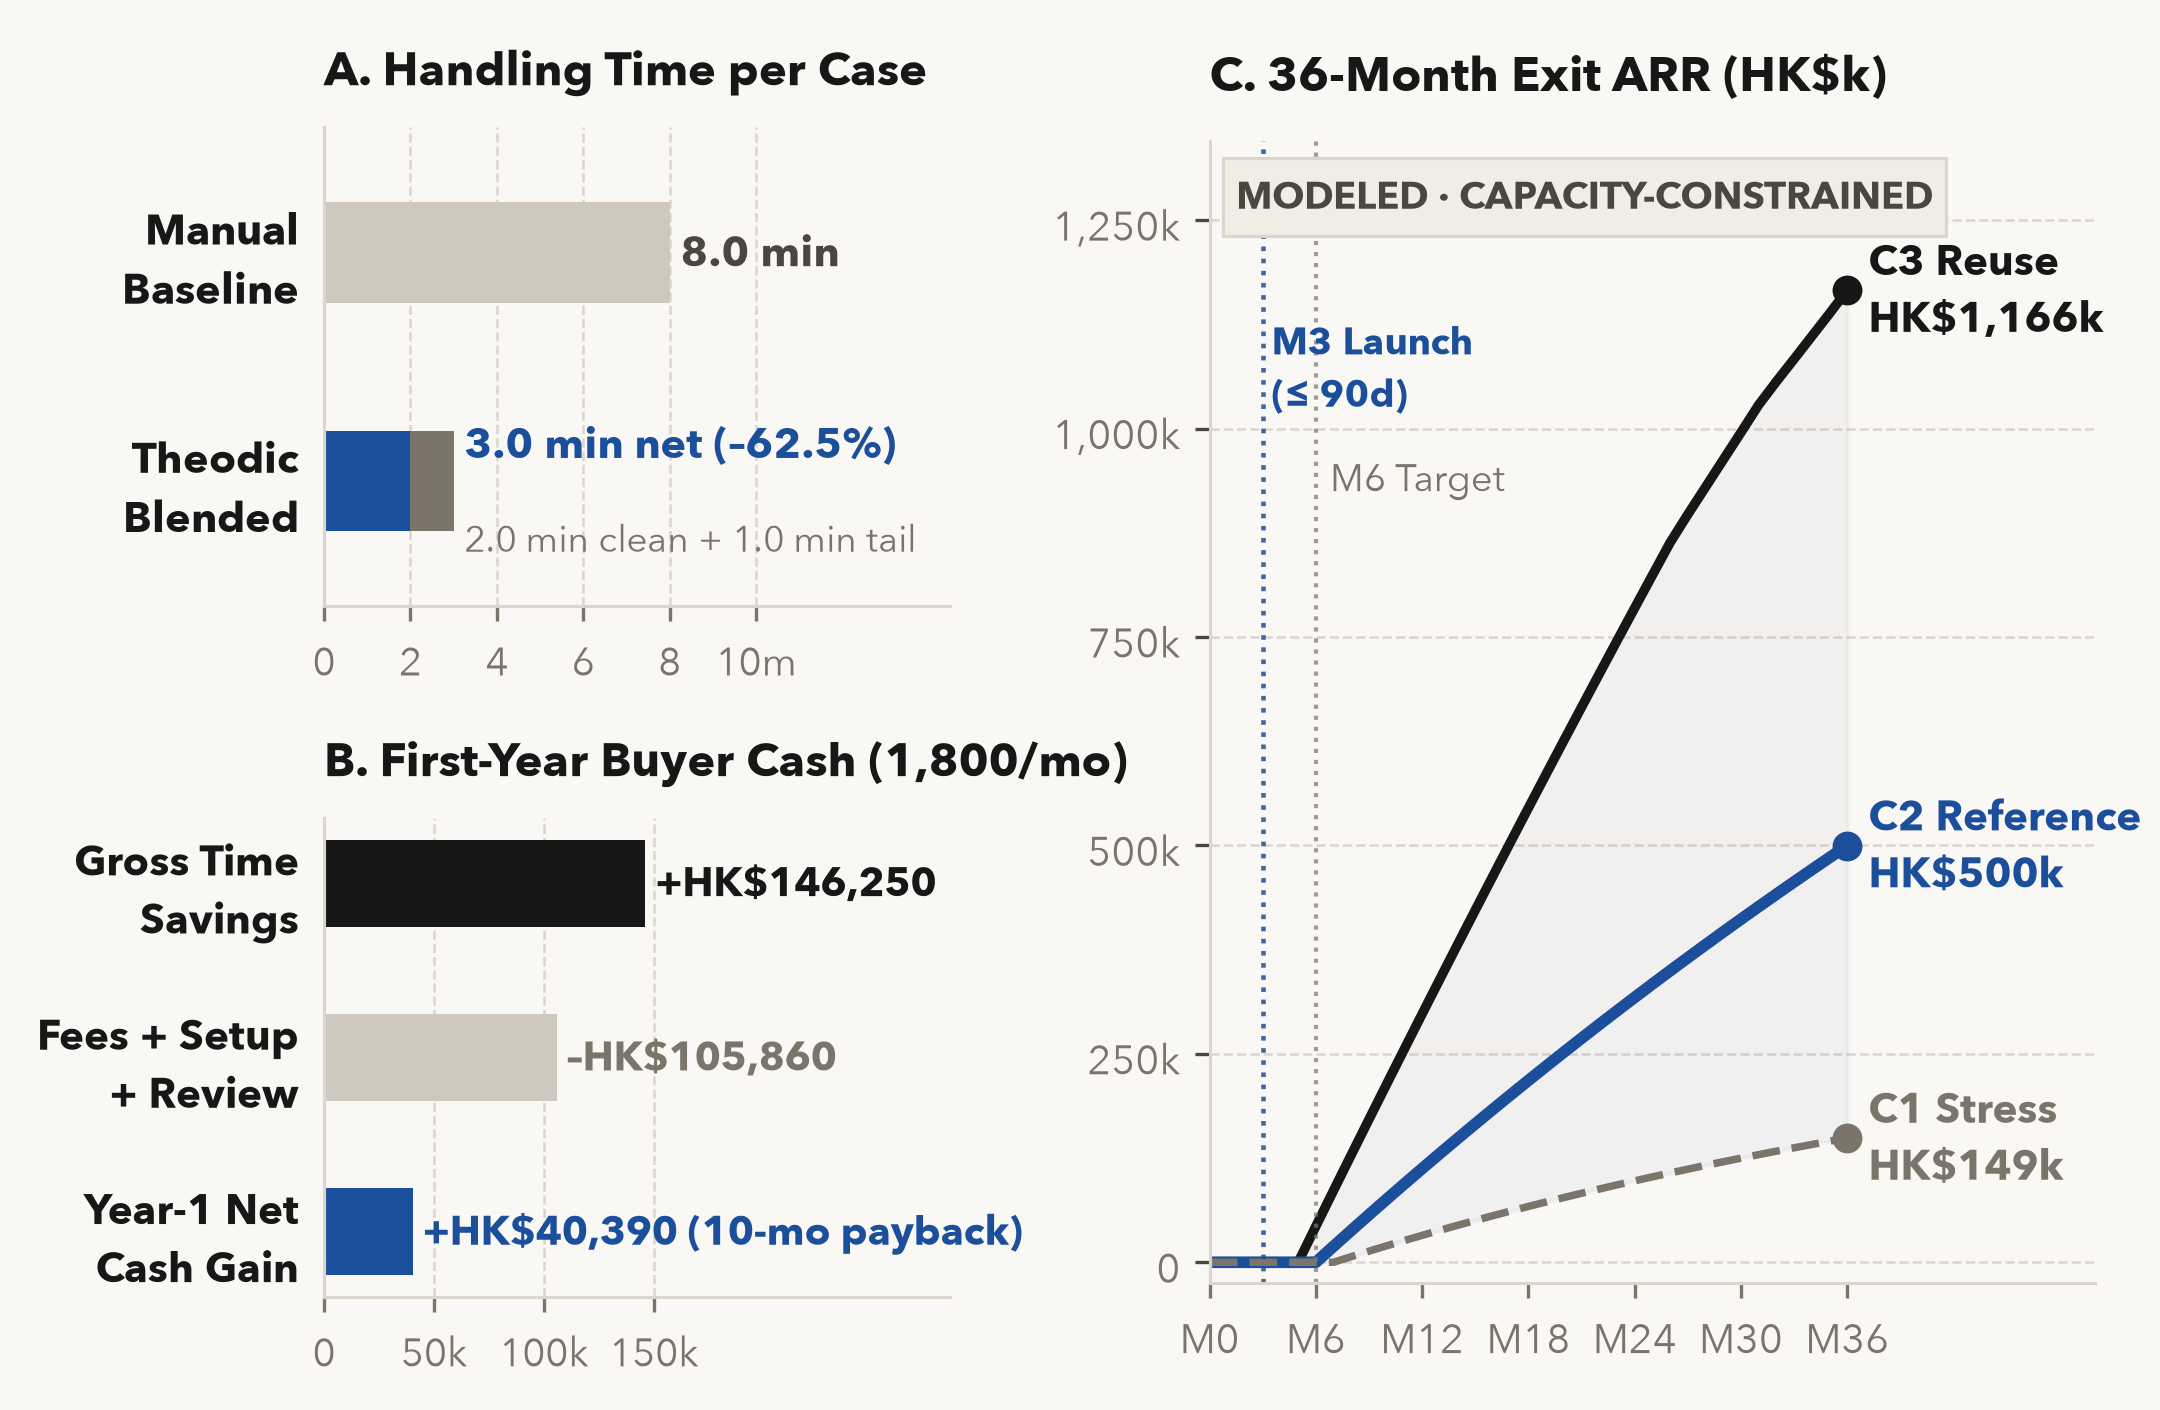 A. Handling Time per Case
Manual
Baseline
8.0 min
Theodic
Blended
3.0 min net (–62.5%)
2.0 min clean + 1.0 min tail
0 2 4 6 8 10m
B. First-Year Buyer Cash (1,800/mo)
Gross Time
Savings
+HK$146,250
Fees + Setup
+ Review
–HK$105,860
Year-1 Net
Cash Gain
+HK$40,390 (10-mo payback)
0 50k 100k 150k
C. 36-Month Exit ARR (HK$k)
MODELED · CAPACITY-CONSTRAINED
1,250k
C3 Reuse
HK$1,166k
M3 Launch
(≤ 90d)
1,000k
M6 Target
750k
C2 Reference
500k
HK$500k
250k
C1 Stress
HK$149k
0
M0 M6 M12 M18 M24 M30 M36